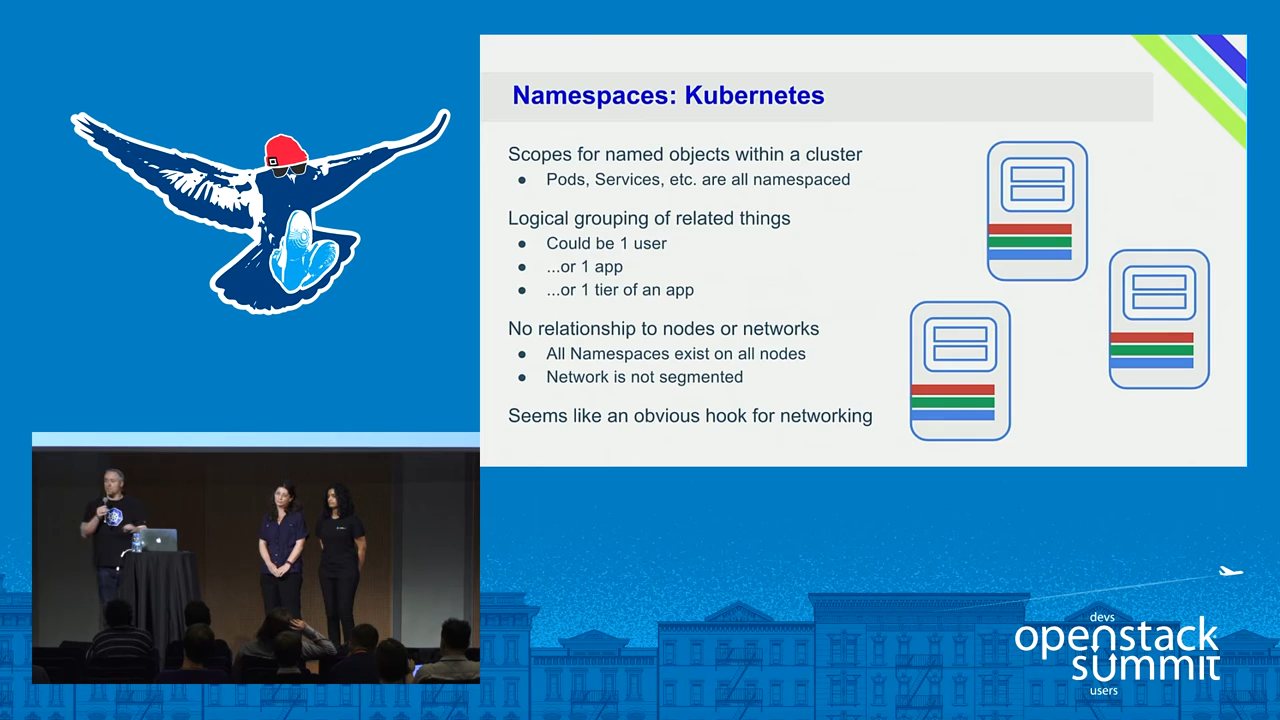 Namespaces: Kubernetes
Scopes for named objects within a cluster
● Pods, Services, etc. are all namespaced
Logical grouping of related things
● Could be 1 user
● ...or 1 app
● ...or 1 tier of an app
No relationship to nodes or networks
● All Namespaces exist on all nodes
● Network is not segmented
Seems like an obvious hook for networking
devs
openstack
summit
users